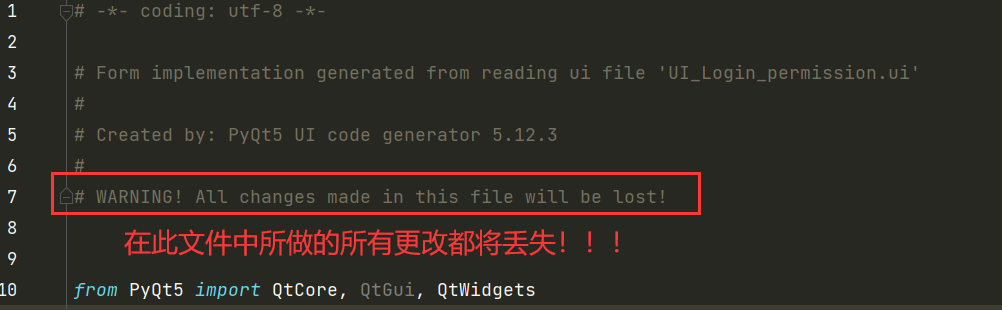 1 # -*- coding: utf-8 -*-
2
3 # Form implementation generated from reading ui file 'UI_Login_permission.ui'
4 #
5 # Created by: PyQt5 UI code generator 5.12.3
6 #
7 # WARNING! All changes made in this file will be lost!
8
在此文件中所做的所有更改都将丢失！！！
9
10 from PyQt5 import QtCore, QtGui, QtWidgets